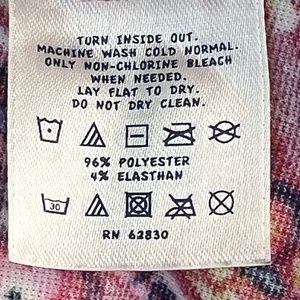 TURN INSIDE OUT.
MACHINE WASH COLD NORMAL.
ONLY NON-CHLORINE BLEACH
WHEN NEEDED.
LAY FLAT TO DRY.
DO NOT DRY CLEAN.
96% POLYESTER
4% ELASTHAN
30
RN 62830